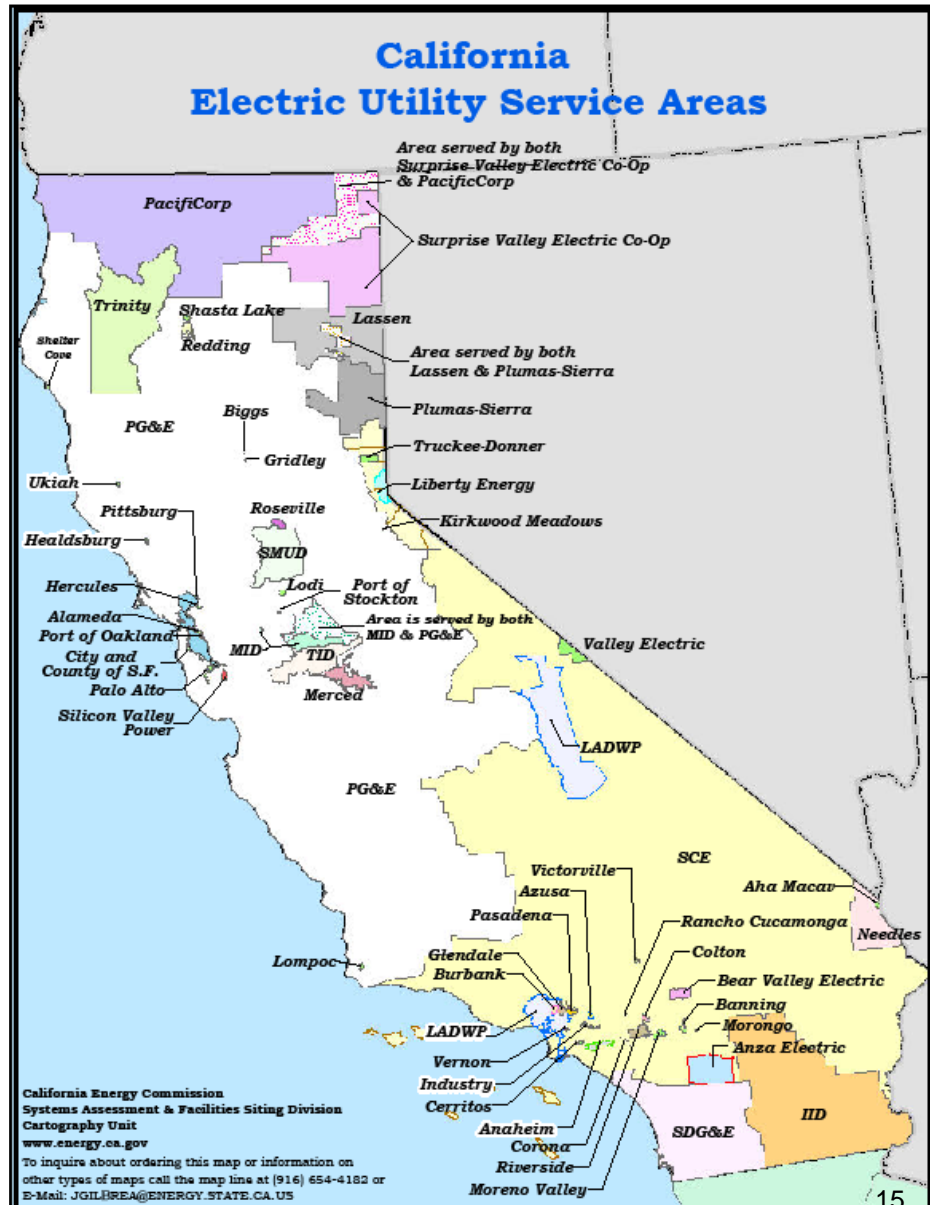 California
Electric Utility Service Areas
Area served by both
Surprise Valley Electric Co-Op
& PacificCorp
PacifiCorp
Surprise Valley Electric Co-Op
Trinity
Shasta Lake
Lassen
Redding
Shelter
Cove
Area served by both
Lassen & Plumas-Sierra
Biggs
Plumas-Sierra
PG&E
Gridley
Truckee-Donner
Ukiah
Liberty Energy
Pittsburg
Roseville
Kirkwood Meadows
Healdsburg
SMUD
Hercules
Lodi
Port of
Stockton
Alameda
Area is served by both
MID & PG&E
Port of Oakland
MID
TID
Valley Electric
City and
County of S.F.
Palo Alto
Merced
Silicon Valley
Power
LADWP
PG&E
SCE
Victorville
Azusa
Aha Macav
Pasadena
Rancho Cucamonga
Needles
Glendale
Colton
Lompoc
Burbank
Bear Valley Electric
Banning
LADWP
Morongo
Vernon
Anza Electric
Industry
Cerritos
IID
Anaheim
SDG&E
Corona
Riverside
Moreno Valley
California Energy Commission
Systems Assessment & Facilities Siting Division
Cartography Unit
www.energy.ca.gov
To inquire about ordering this map or information on
other types of maps call the map line at (916) 654-4182 or
E-Mail: JGILBREA@ENERGY.STATE.CA.US
15